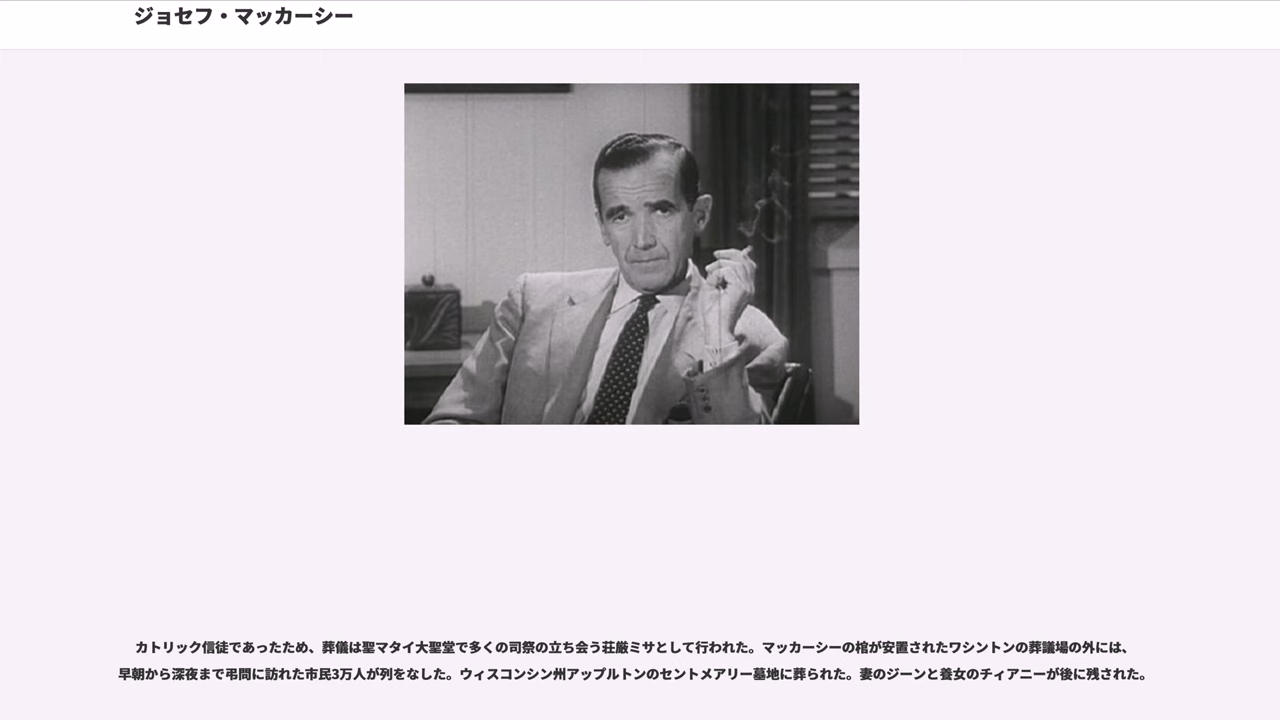 ジョセフ・マッカーシー
カトリック信徒であったため、葬儀は聖マタイ大聖堂で多くの司祭の立ち会う荘厳ミサとして行われた。マッカーシーの棺が安置されたワシントンの葬議場の外には、
早朝から深夜まで弔問に訪れた市民3万人が列をなした。ウィスコンシン州アップルトンのセントメアリー墓地に葬られた。妻のジーンと養女のティアニーが後に残された。